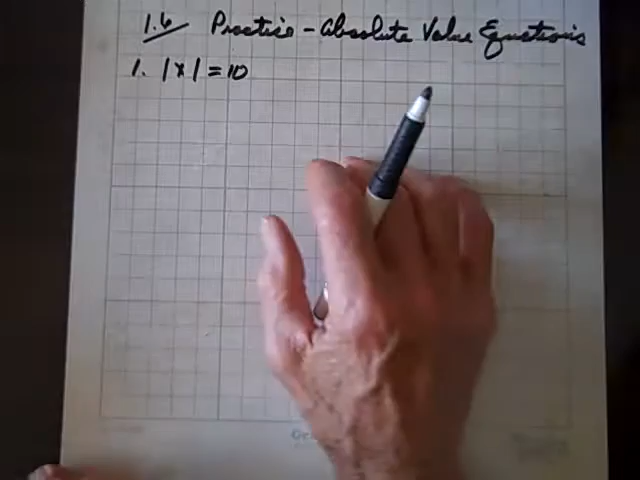 1.6 Practice - Absolute Value Equations
1. |x| = 10